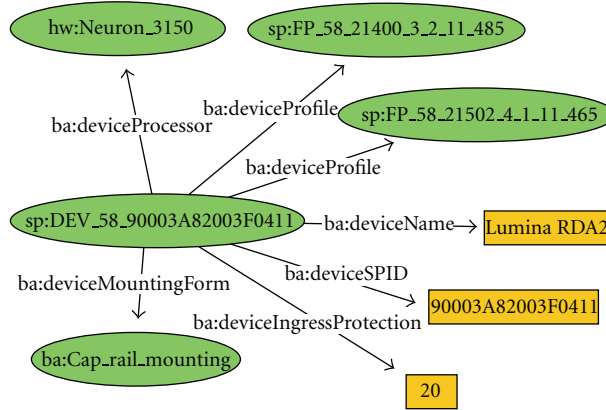 hw:Neuron_3150
sp:FP_58_21400_3_2_11_485
ba:deviceProcessor
ba:deviceProfile
sp:FP_58_21502_4_1_11_465
ba:deviceProfile
sp:DEV_58_90003A82003F0411
ba:deviceName
Lumina RDA2
ba:deviceMountingForm
ba:deviceSPID
90003A82003F0411
ba:deviceIngressProtection
ba:Cap_rail_mounting
20